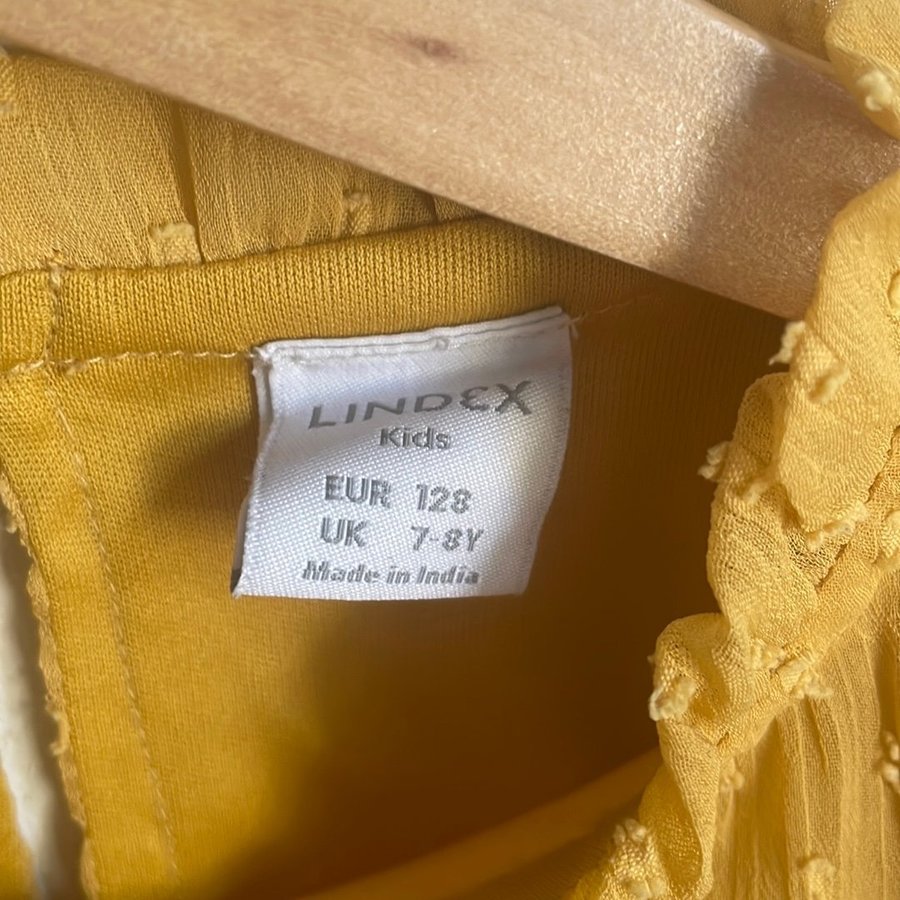 LINDEX
Kids
EUR 128
UK 7-8Y
Made in India